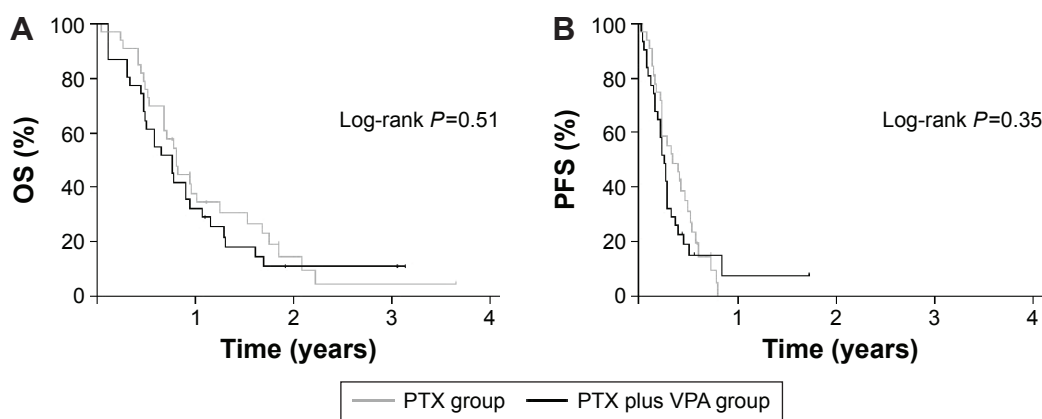 A
OS (%)
100
80
60
40
20
0
Log-rank P=0.51
1
2
3
4
Time (years)
B
PFS (%)
100
80
60
40
20
0
Log-rank P=0.35
1
2
3
4
Time (years)
PTX group
PTX plus VPA group